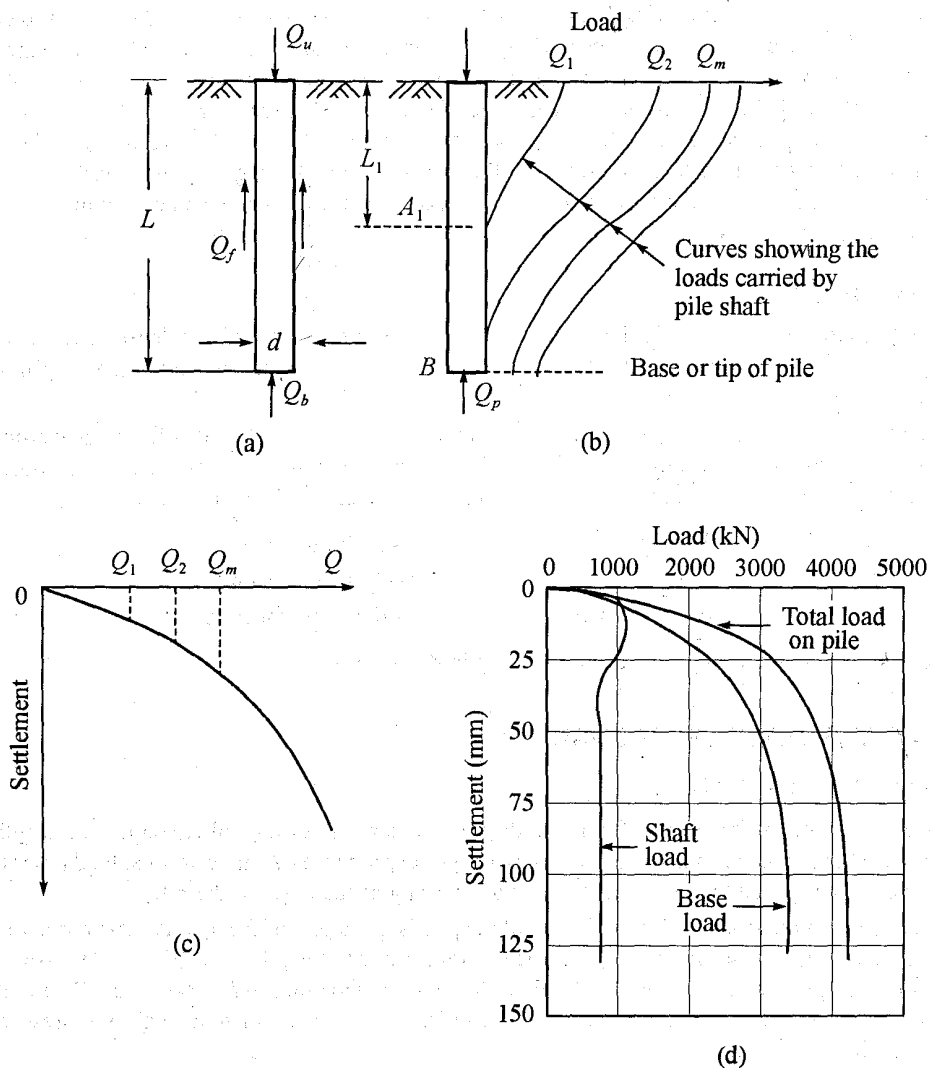 Load
Q_u
Q_1 Q_2 Q_m
L_1
A_1
L
Q_f
Curves showing the
loads carried by
pile shaft
d
B
Base or tip of pile
Q_b
Q_p
(a)
(b)
Q_1 Q_2 Q_m Q
0
Settlement
(c)
Load (kN)
0 1000 2000 3000 4000 5000
0
25
50
75
100
125
150
Settlement (mm)
Total load
on pile
Shaft
load
Base
load
(d)